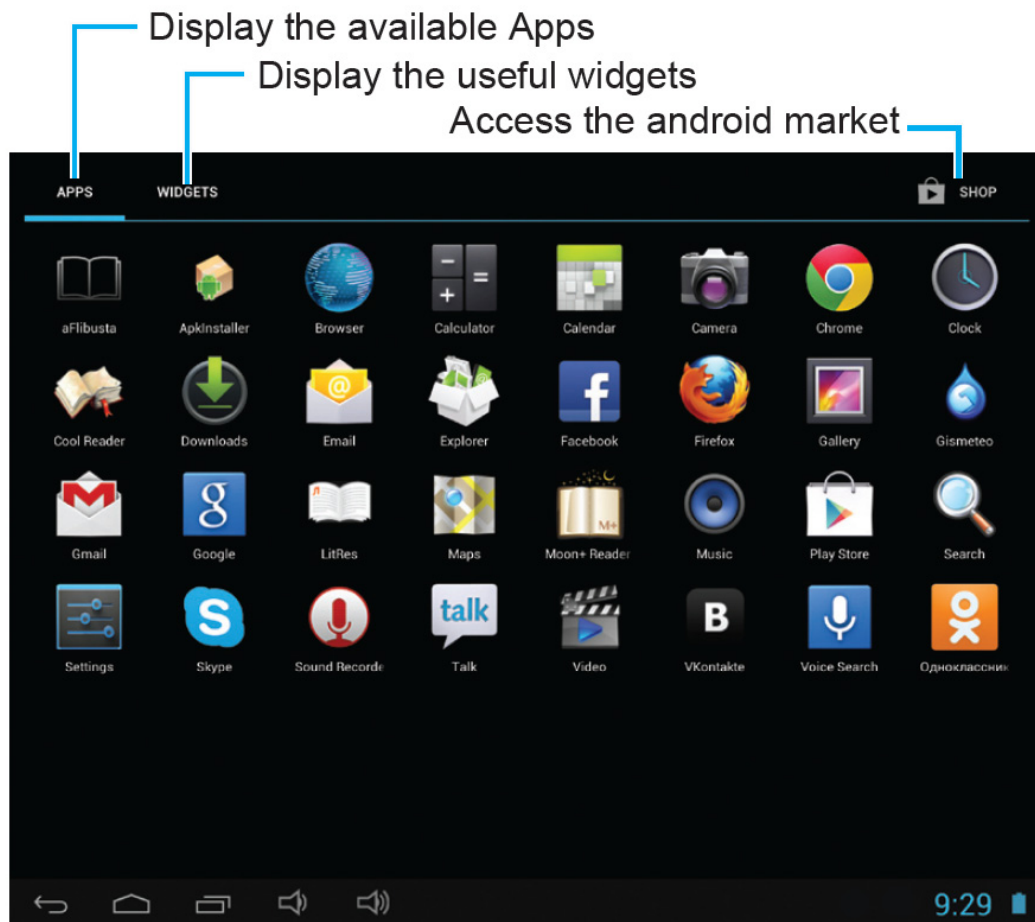 Display the available Apps
Display the useful widgets
Access the android market
APPS WIDGETS SHOP
aFlibusta ApkInstaller Browser Calculator Calendar Camera Chrome Clock
Cool Reader Downloads Email Explorer Facebook Firefox Gallery Gismeteo
Gmail Google LitRes Maps Moon+ Reader Music Play Store Search
talk
Settings Skype Sound Recorde Talk Video VKontakte Voice Search Одноклассник
9:29